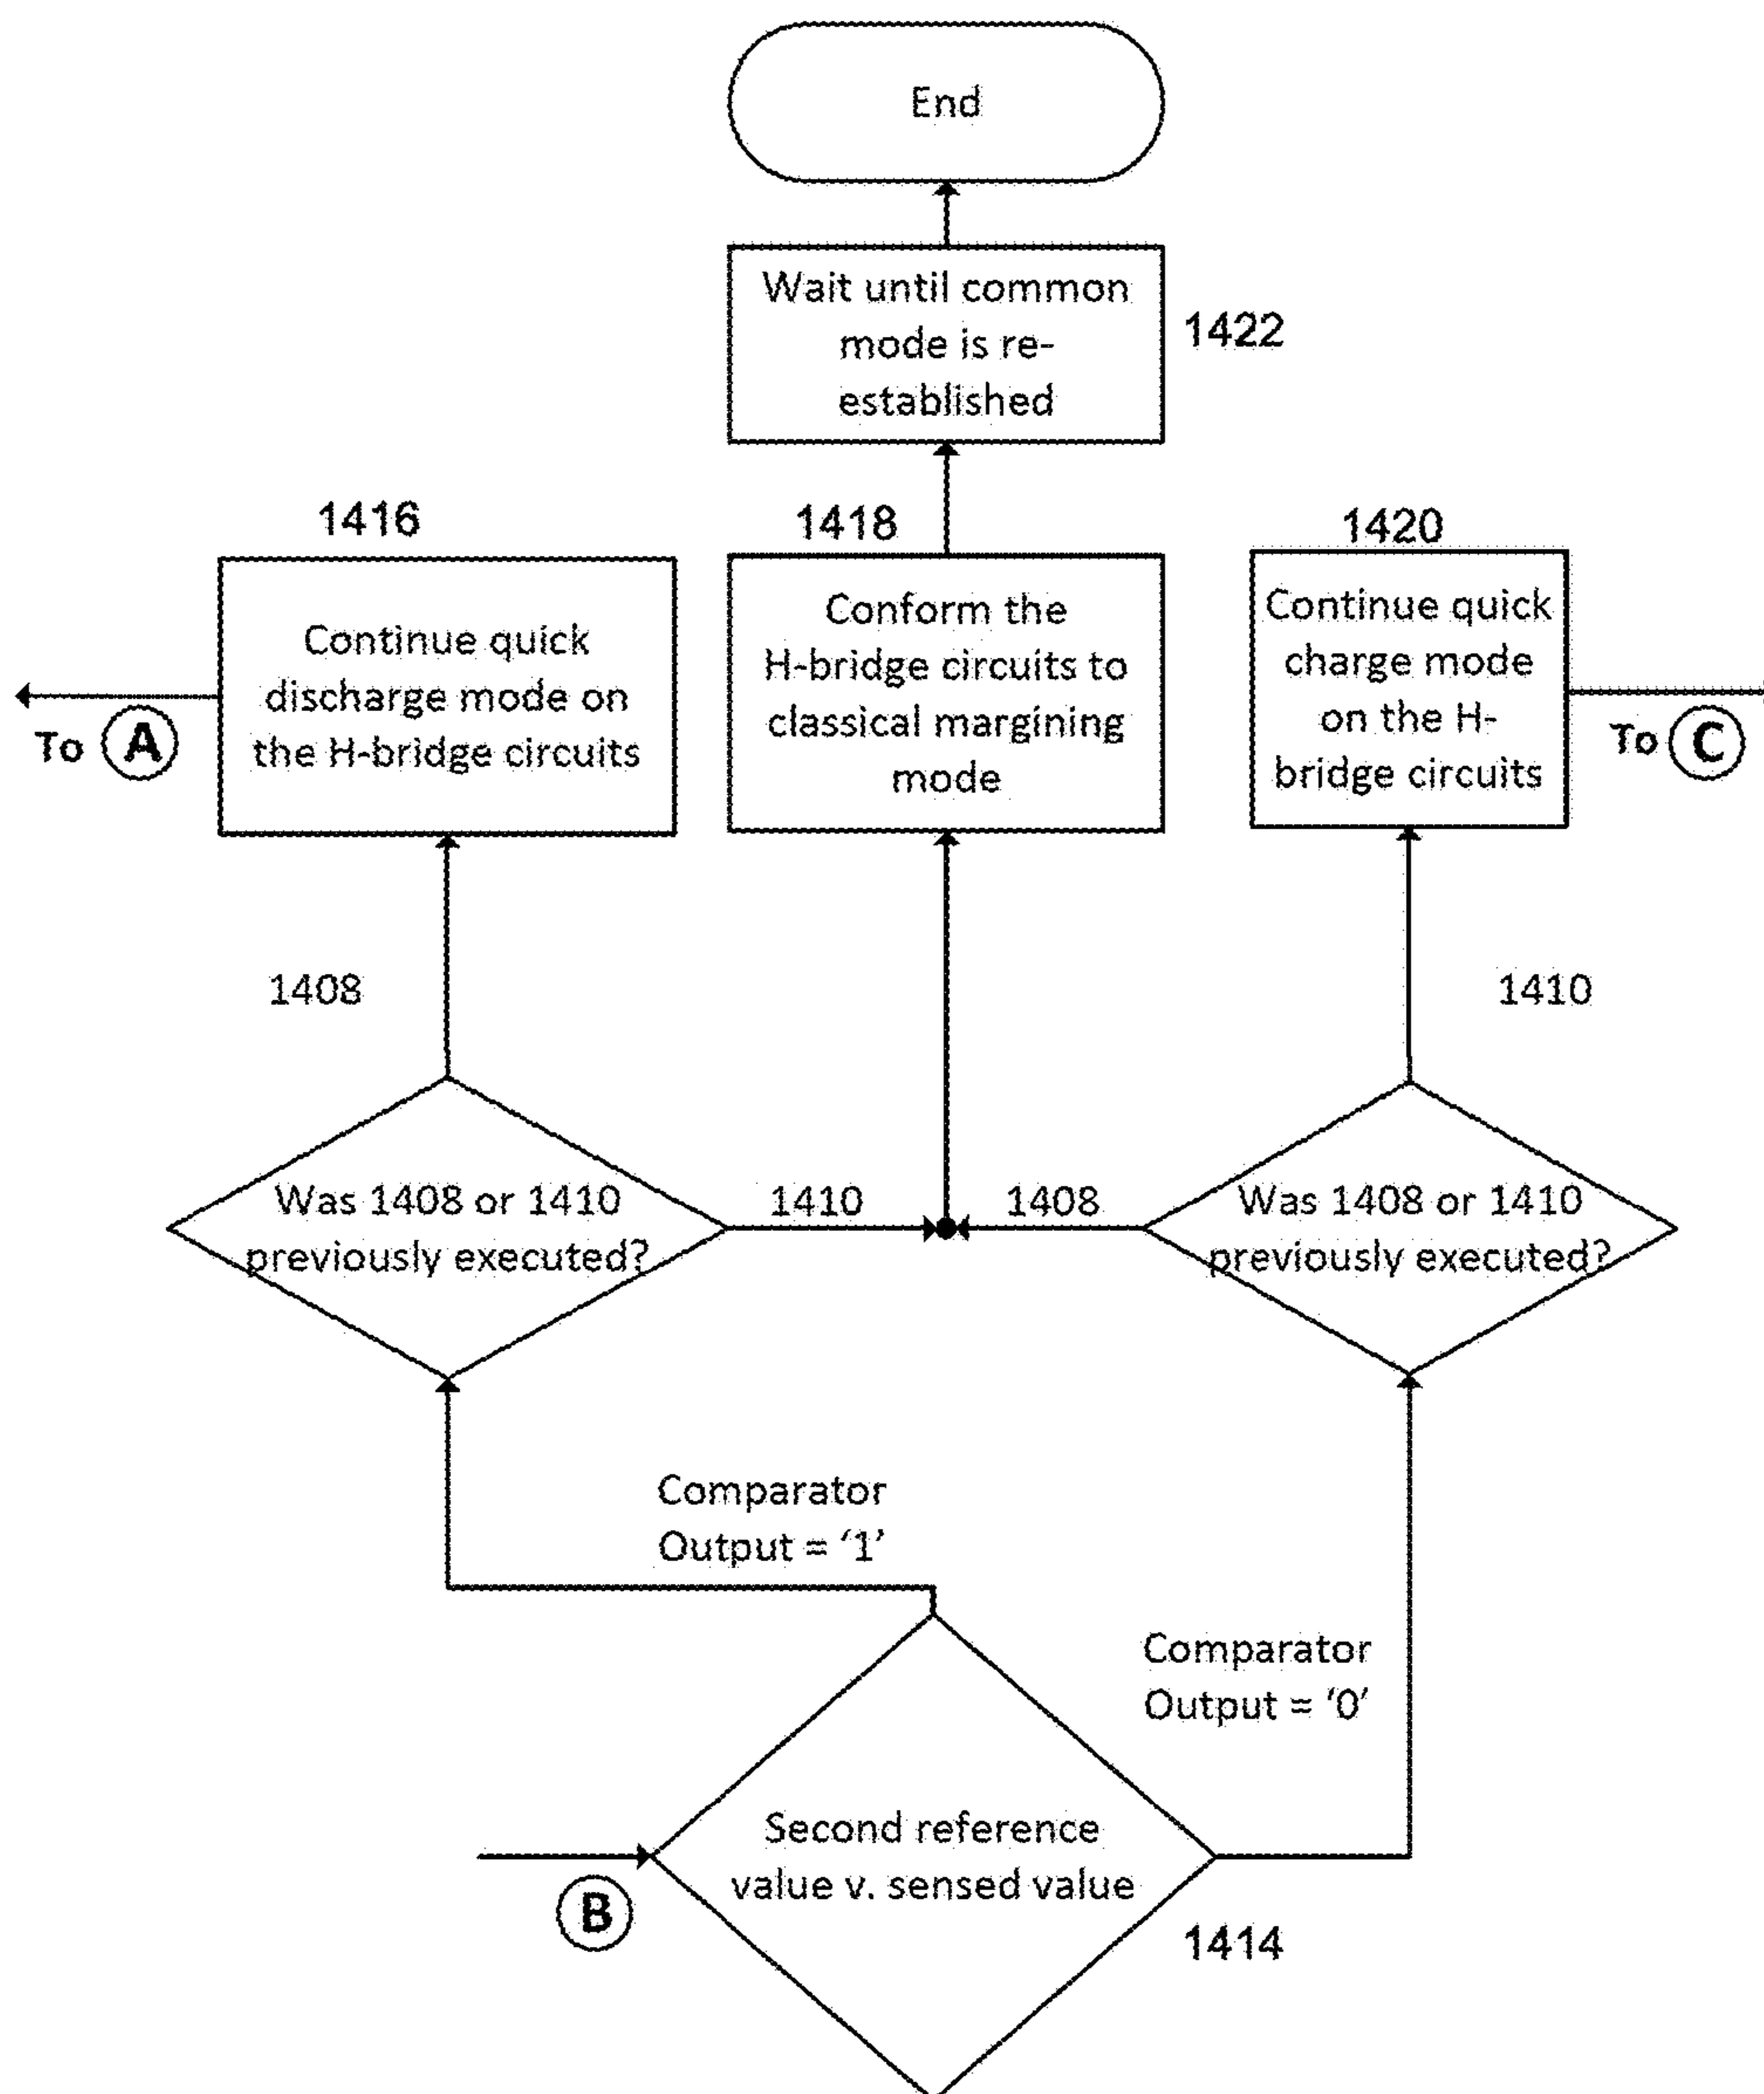 End
Wait until common
mode is re-
established
1422
1416
1418
1420
Continue quick
discharge mode on
the H-bridge circuits
Conform the
H-bridge circuits to
classical margining
mode
Continue quick
charge mode
on the H-
bridge circuits
To A
To C
1408
1410
Was 1408 or 1410
previously executed?
1410
1408
Was 1408 or 1410
previously executed?
Comparator
Output = ‘1’
Comparator
Output = ‘0’
Second reference
value v. sensed value
B
1414